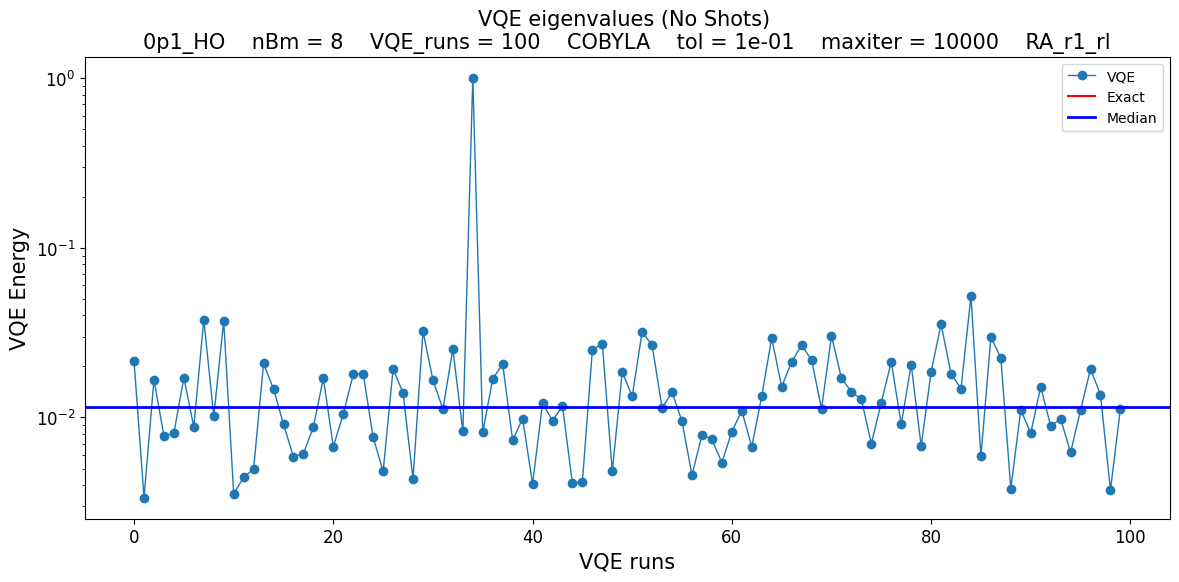 VQE eigenvalues (No Shots)
0p1_HO    nBm = 8    VQE_runs = 100    COBYLA    tol = 1e-01    maxiter = 10000    RA_r1_rl
VQE
Exact
Median
10⁰
10⁻¹
10⁻²
VQE Energy
0 20 40 60 80 100
VQE runs